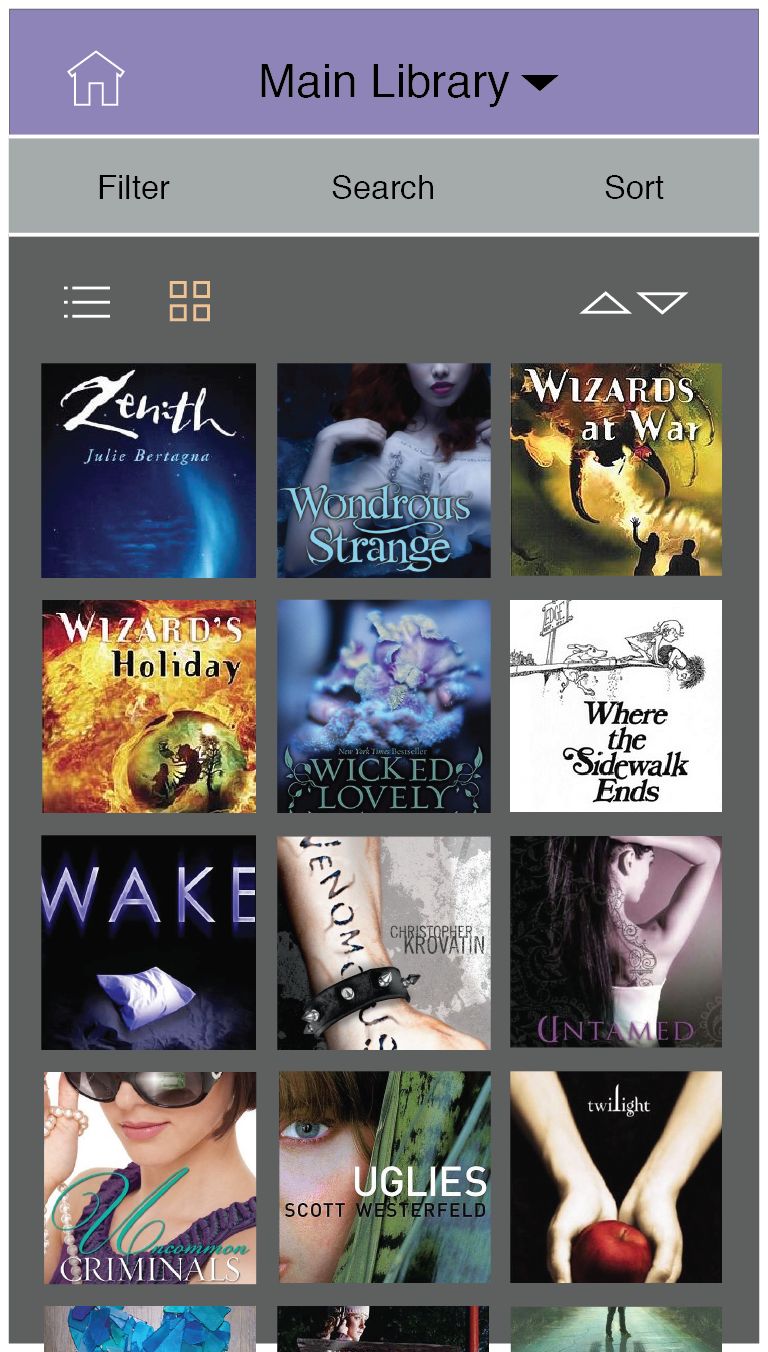 Main Library
Filter Search Sort
Zenith
Julie Bertagna
Wondrous
Strange
WIZARDS
at War
WIZARD'S
Holiday
New York Times Bestseller
WICKED
LOVELY
EDGE
Where
the
Sidewalk
Ends
WAKE
VENOMOUS
CHRISTOPHER
KROVATIN
UNTAMED
Uncommon
CRIMINALS
UGLIES
SCOTT WESTERFELD
twilight